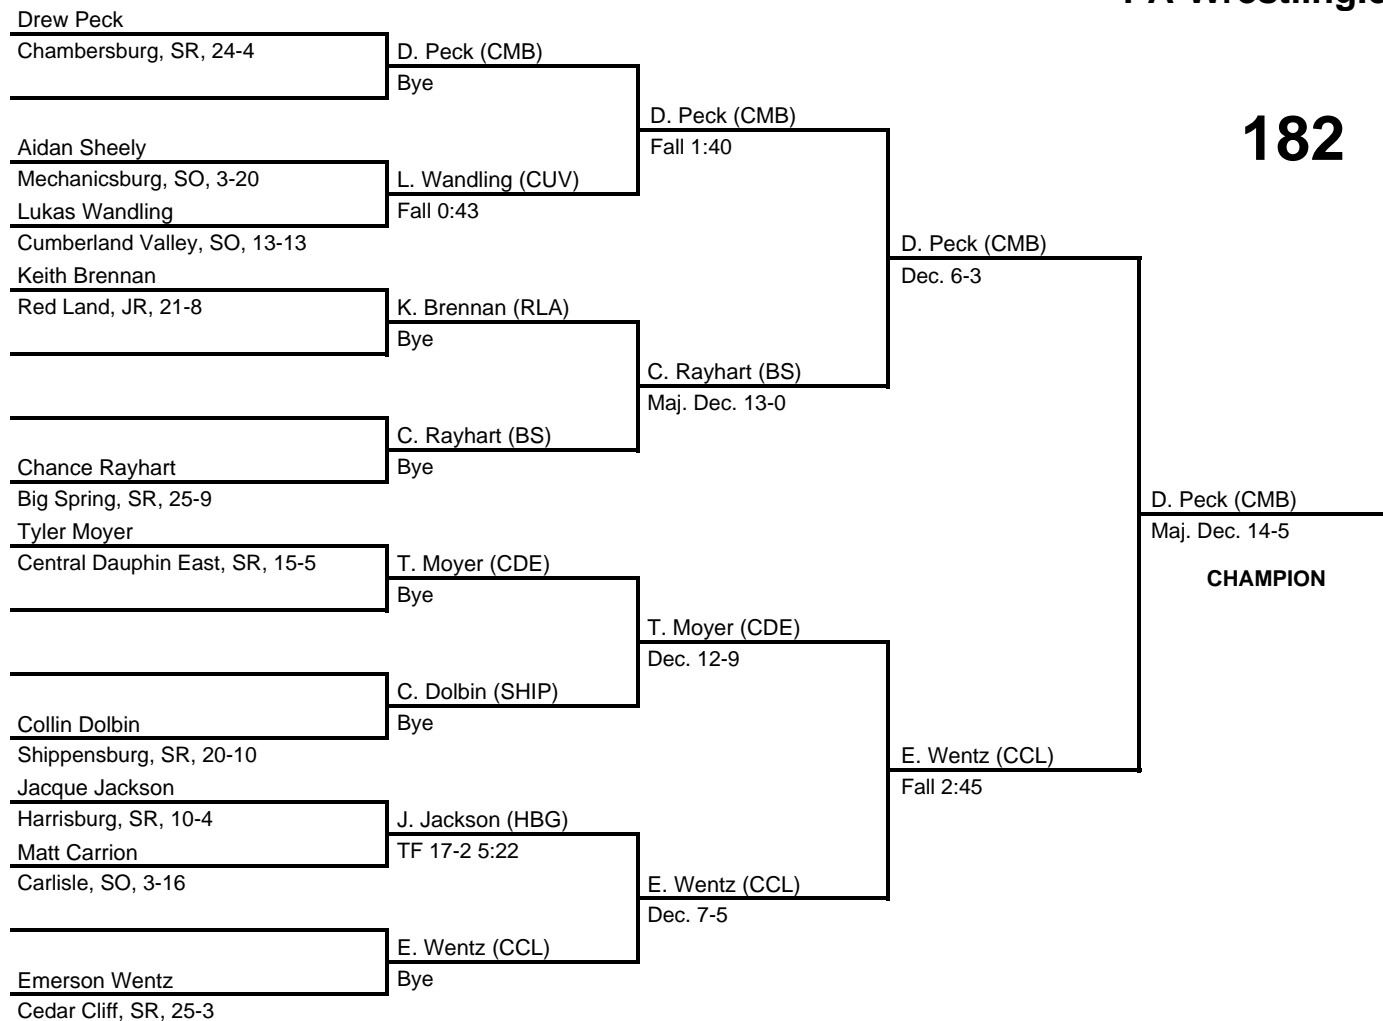 Drew Peck
Chambersburg, SR, 24-4
D. Peck (CMB)
Bye
D. Peck (CMB)
Fall 1:40
182
Aidan Sheely
Mechanicsburg, SO, 3-20
L. Wandling (CUV)
Lukas Wandling
Fall 0:43
Cumberland Valley, SO, 13-13
D. Peck (CMB)
Keith Brennan
Dec. 6-3
Red Land, JR, 21-8
K. Brennan (RLA)
Bye
C. Rayhart (BS)
Maj. Dec. 13-0
C. Rayhart (BS)
Chance Rayhart
Bye
Big Spring, SR, 25-9
D. Peck (CMB)
Tyler Moyer
Maj. Dec. 14-5
Central Dauphin East, SR, 15-5
T. Moyer (CDE)
CHAMPION
Bye
T. Moyer (CDE)
Dec. 12-9
C. Dolbin (SHIP)
Collin Dolbin
Bye
Shippensburg, SR, 20-10
E. Wentz (CCL)
Jacque Jackson
Fall 2:45
Harrisburg, SR, 10-4
J. Jackson (HBG)
Matt Carrion
TF 17-2 5:22
Carlisle, SO, 3-16
E. Wentz (CCL)
Dec. 7-5
E. Wentz (CCL)
Emerson Wentz
Bye
Cedar Cliff, SR, 25-3